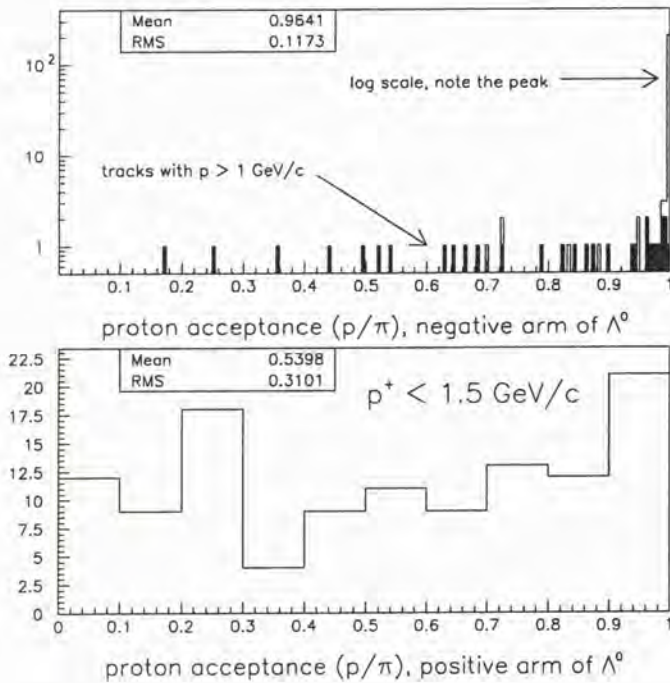 Mean 0.9641
RMS 0.1173
10²
log scale, note the peak
10
tracks with p > 1 GeV/c
1
0 0.1 0.2 0.3 0.4 0.5 0.6 0.7 0.8 0.9 1
proton acceptance (p/π), negative arm of Λ⁰
22.5
Mean 0.5398
RMS 0.3101
20
p⁺ < 1.5 GeV/c
17.5
15
12.5
10
7.5
5
2.5
0
0 0.1 0.2 0.3 0.4 0.5 0.6 0.7 0.8 0.9 1
proton acceptance (p/π), positive arm of Λ⁰